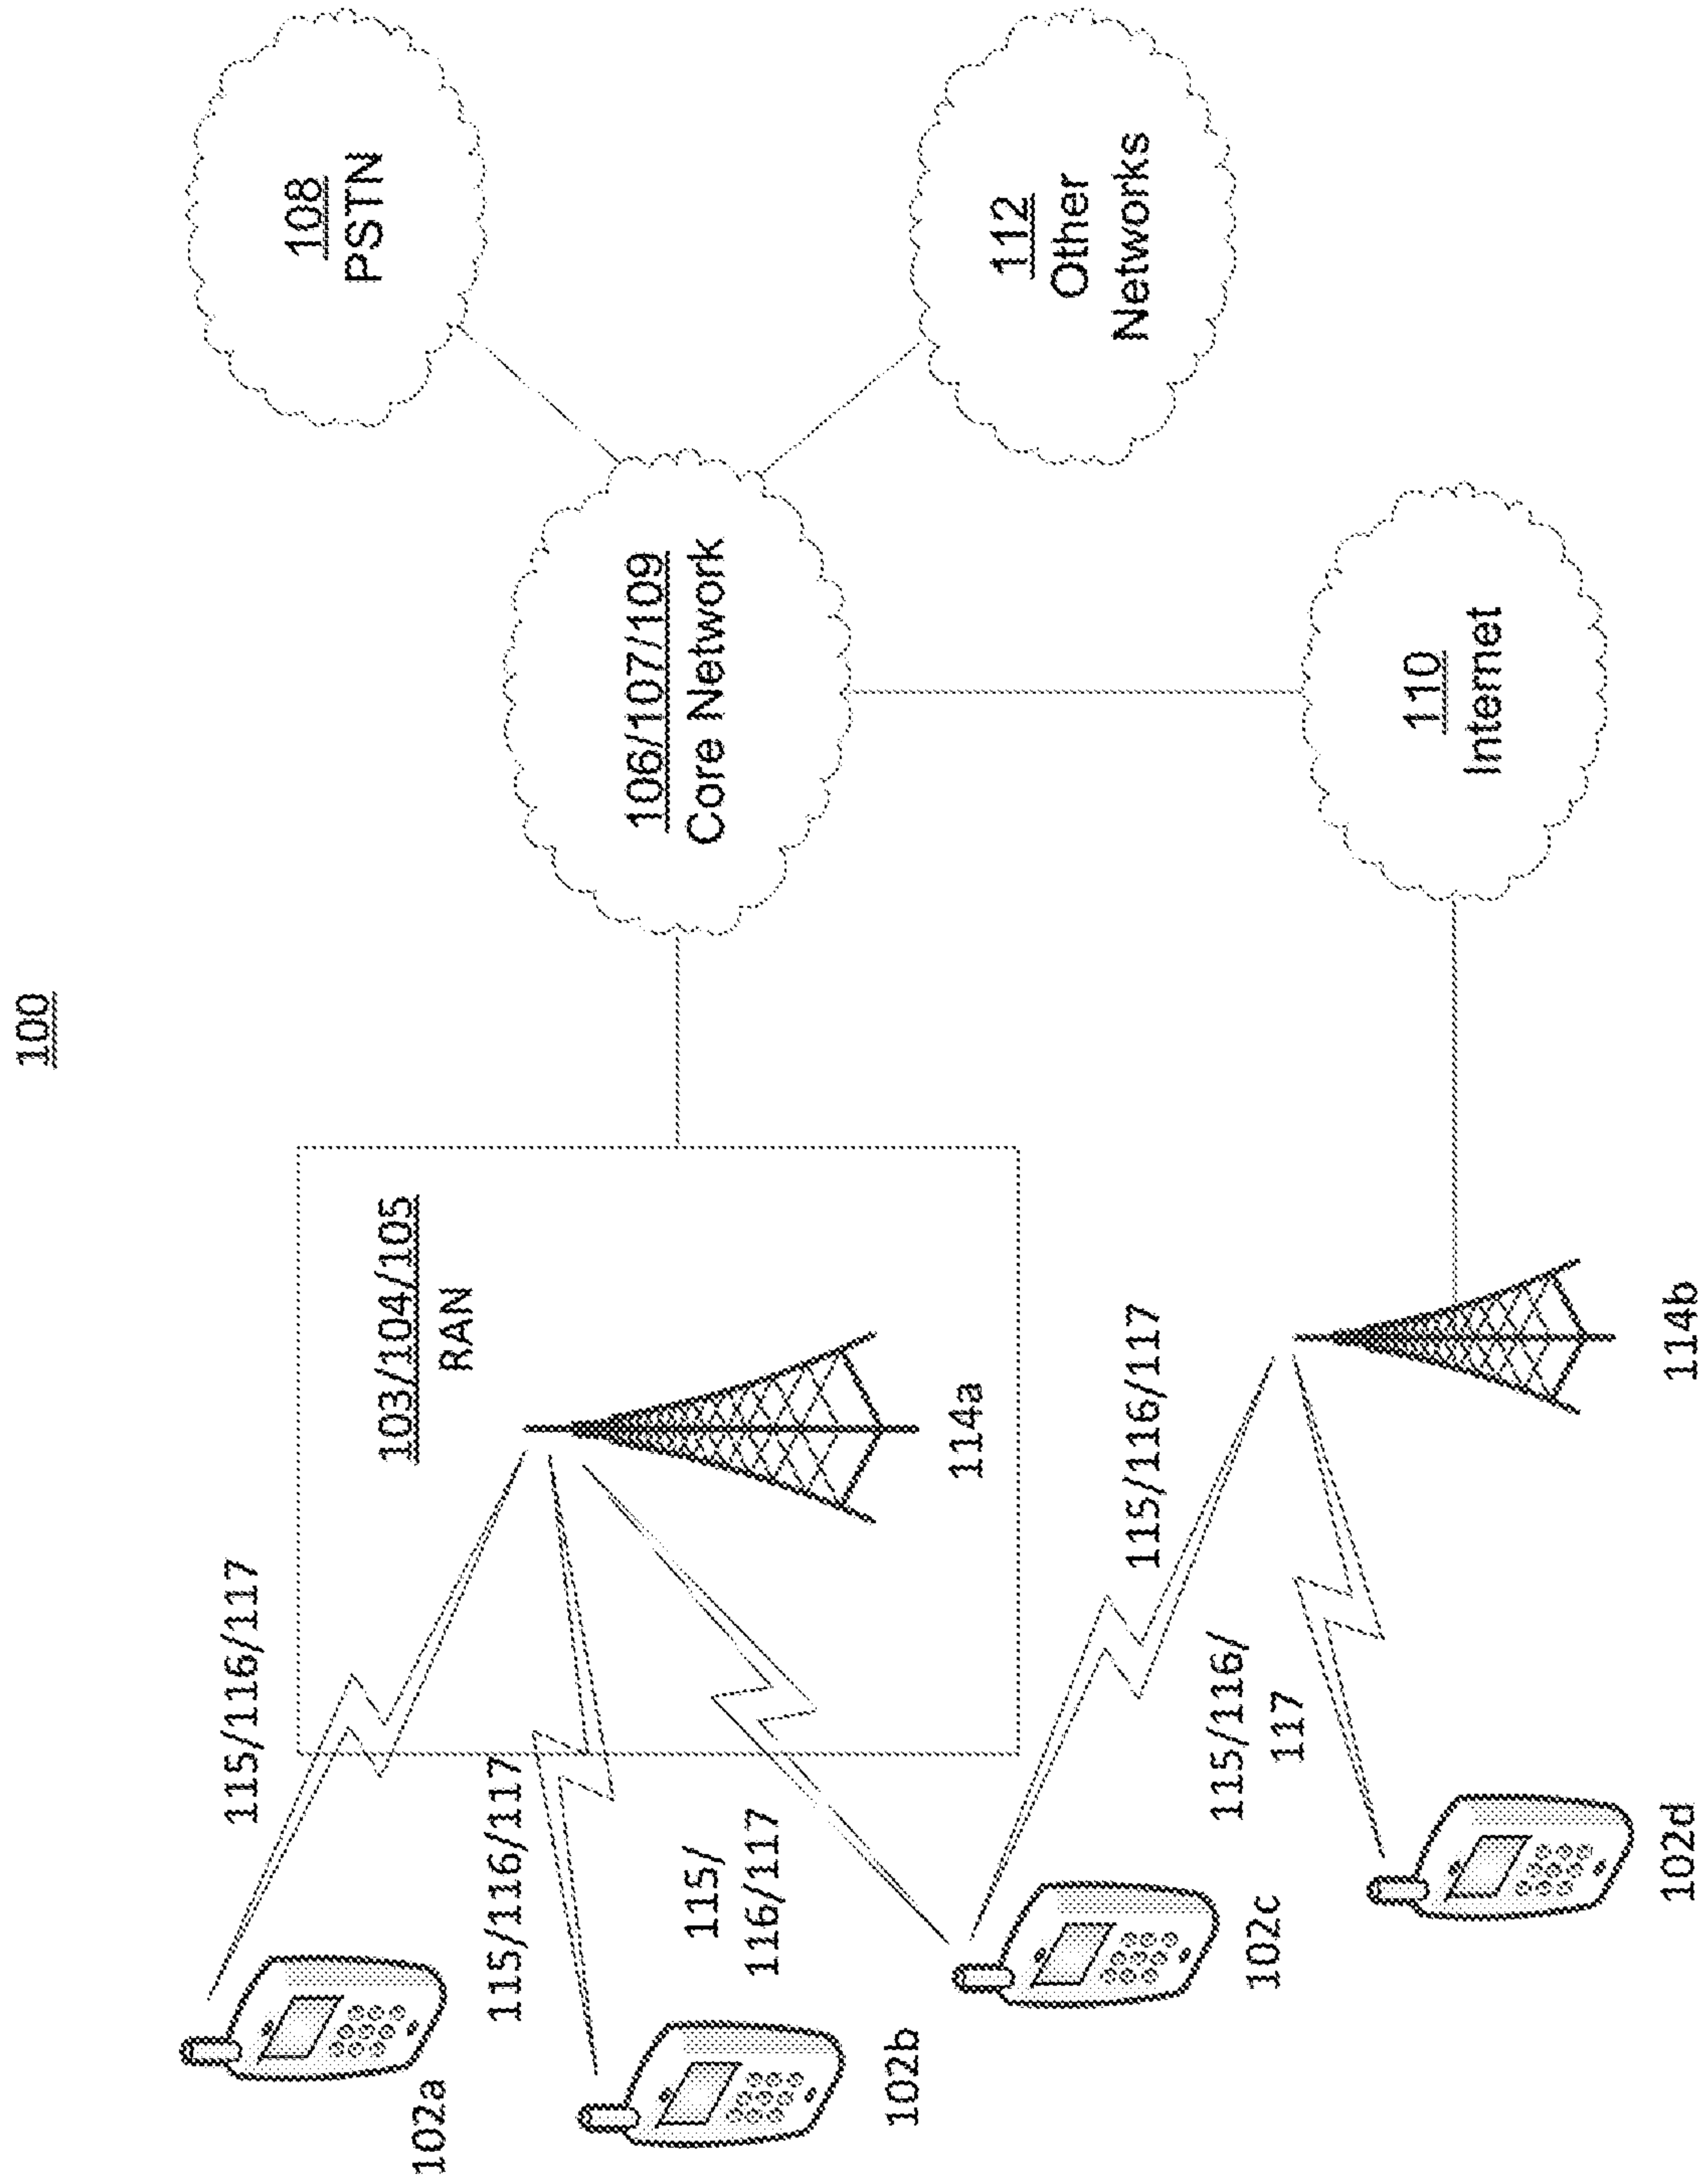 100
108
PSTN
106/107/109
Core Network
112
Other
Networks
110
Internet
103/104/105
RAN
114a
114b
115/116/117
115/116/117
115/
116/117
115/116/117
115/116/
117
102a
102b
102c
102d